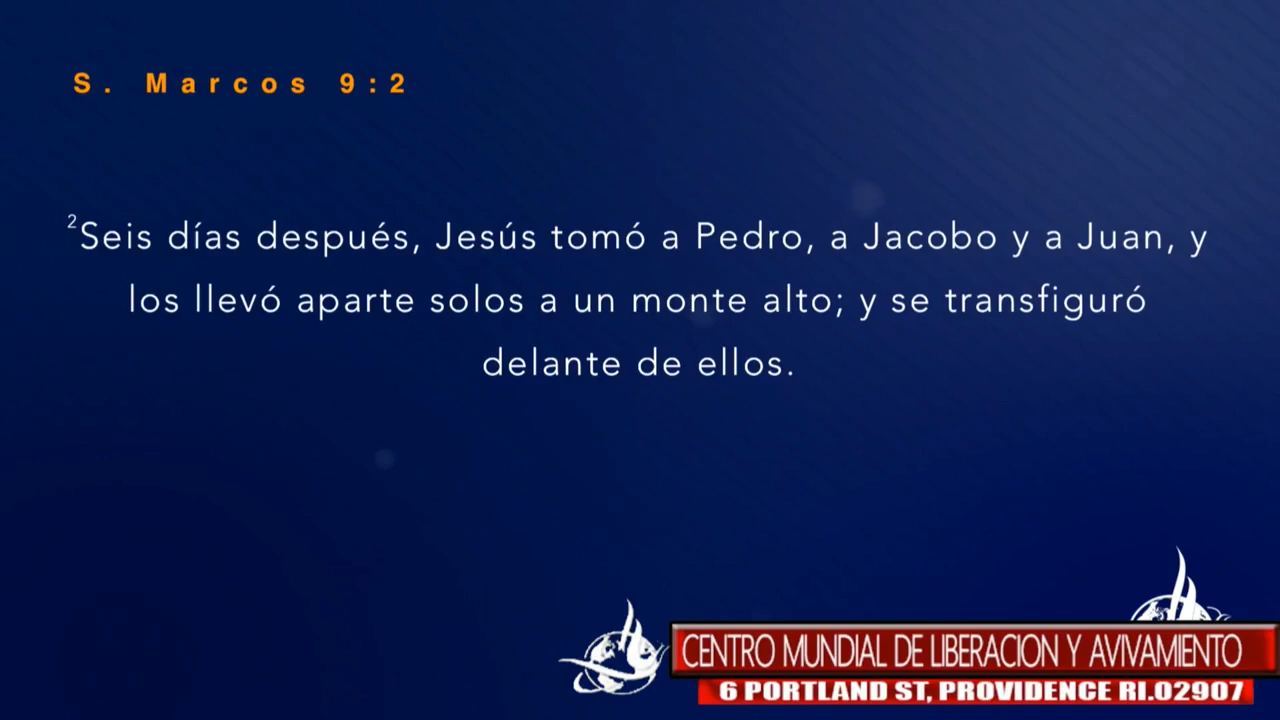 S. Marcos 9:2
²Seis días después, Jesús tomó a Pedro, a Jacobo y a Juan, y
los llevó aparte solos a un monte alto; y se transfiguró
delante de ellos.
CENTRO MUNDIAL DE LIBERACION Y AVIVAMIENTO
6 PORTLAND ST, PROVIDENCE RI.02907